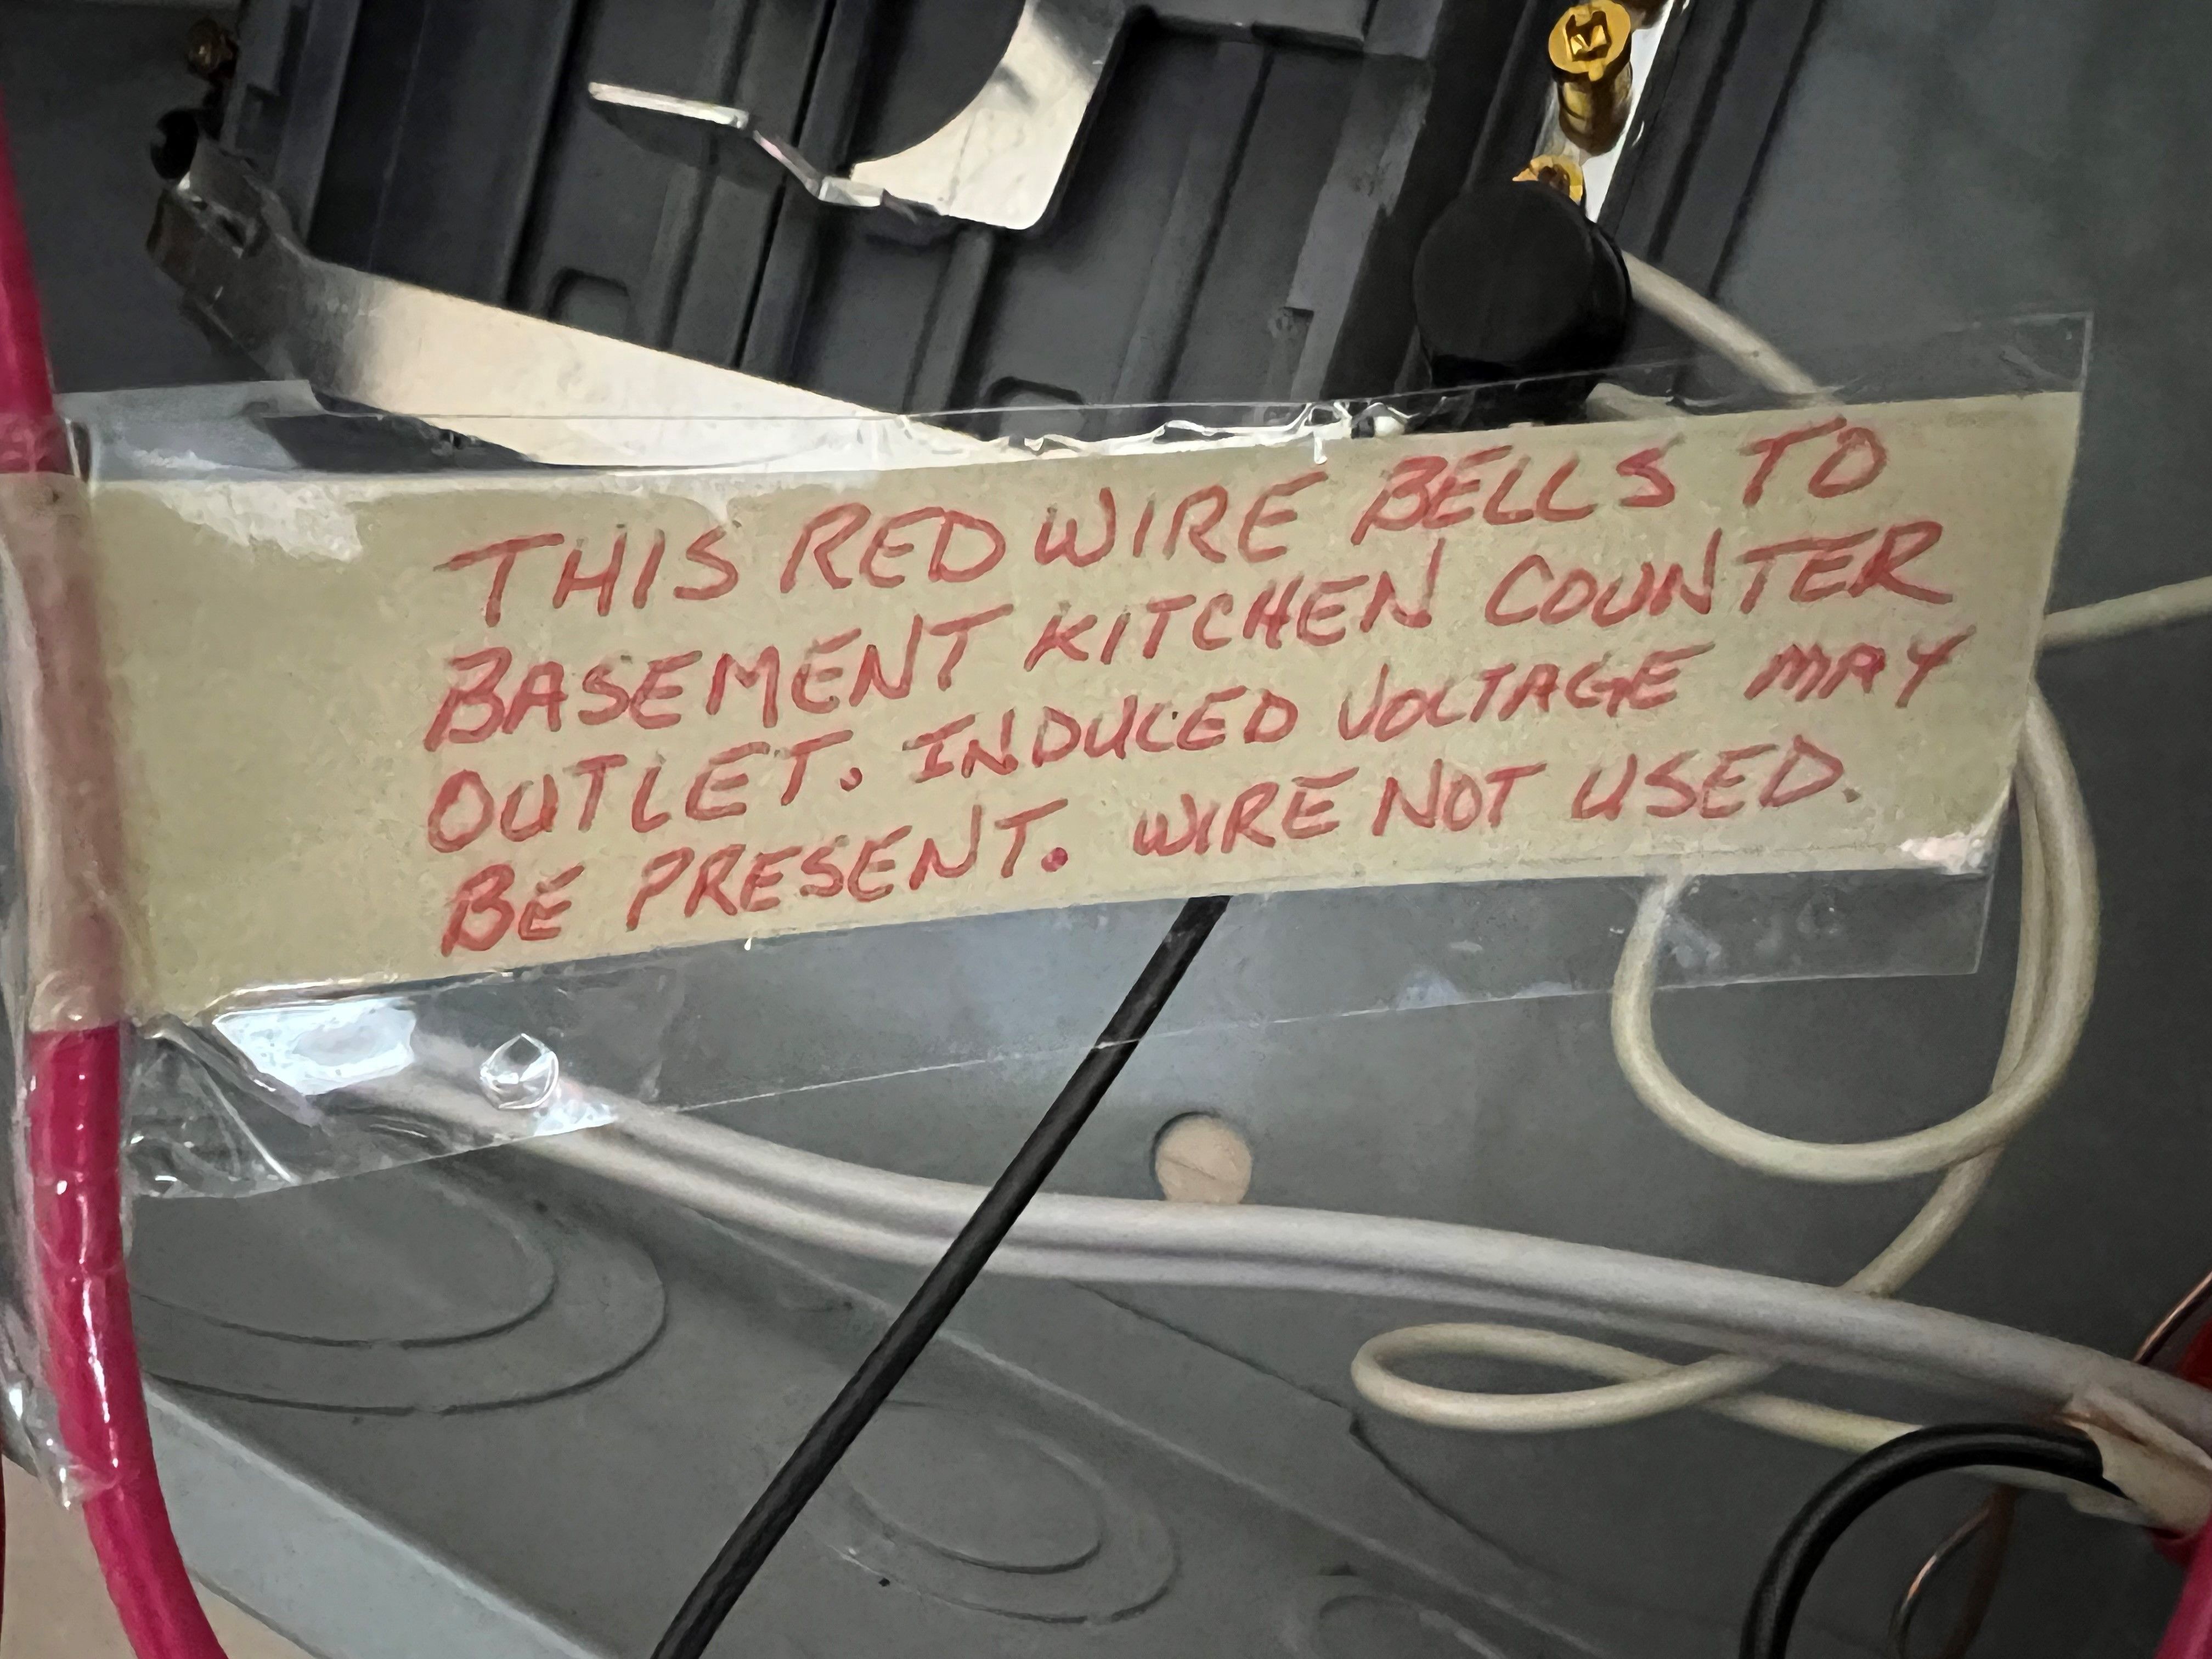 THIS RED WIRE BELLS TO
BASEMENT KITCHEN COUNTER
OUTLET. INDUCED VOLTAGE MAY
BE PRESENT. WIRE NOT USED.